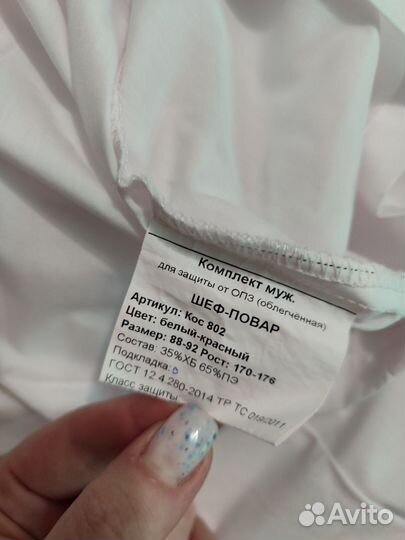 Комплект муж.
для защиты от ОПЗ (облегчённая)
ШЕФ-ПОВАР
Артикул: Кос 802
Цвет: белый-красный
Размер: 88-92 Рост: 170-176
Состав: 35%ХБ 65%ПЭ
Подкладка:
ГОСТ 12.4.280-2014 ТР ТС 019/2011
Класс защиты
Avito